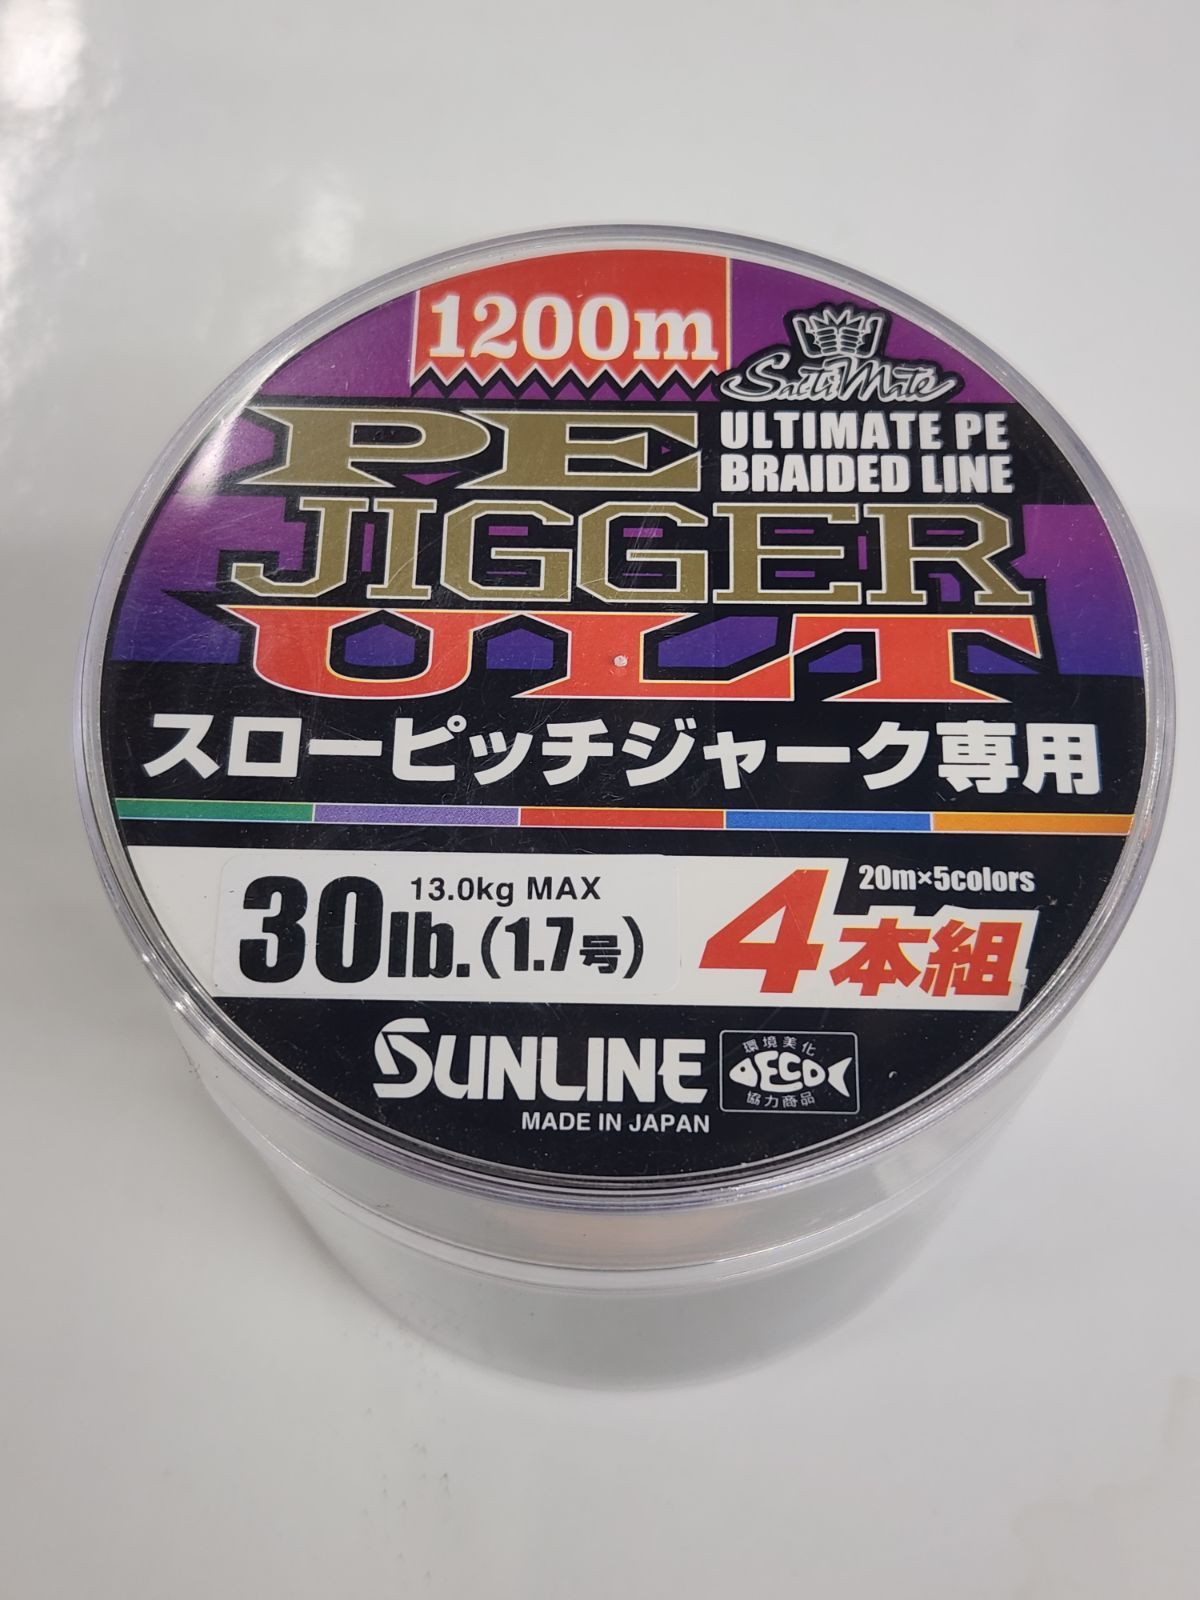 1200m
SaltiMate
PE
ULTIMATE PE
BRAIDED LINE
JIGGER
ULT
スローピッチジャーク専用
20m×5colors
13.0kg MAX
30lb.(1.7号)
4本組
SUNLINE
環境美化
ECO
協力商品
MADE IN JAPAN